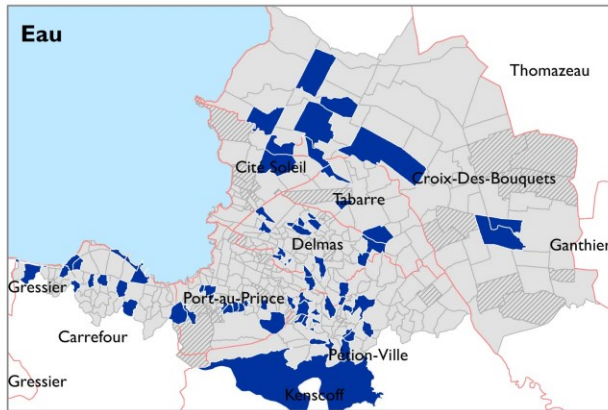 Eau
Thomazeau
Cité Soleil
Croix-Des-Bouquets
Tabarre
Delmas
Ganthier
Gressier
Port-au-Prince
Carrefour
Pétion-Ville
Gressier
Kenscoff